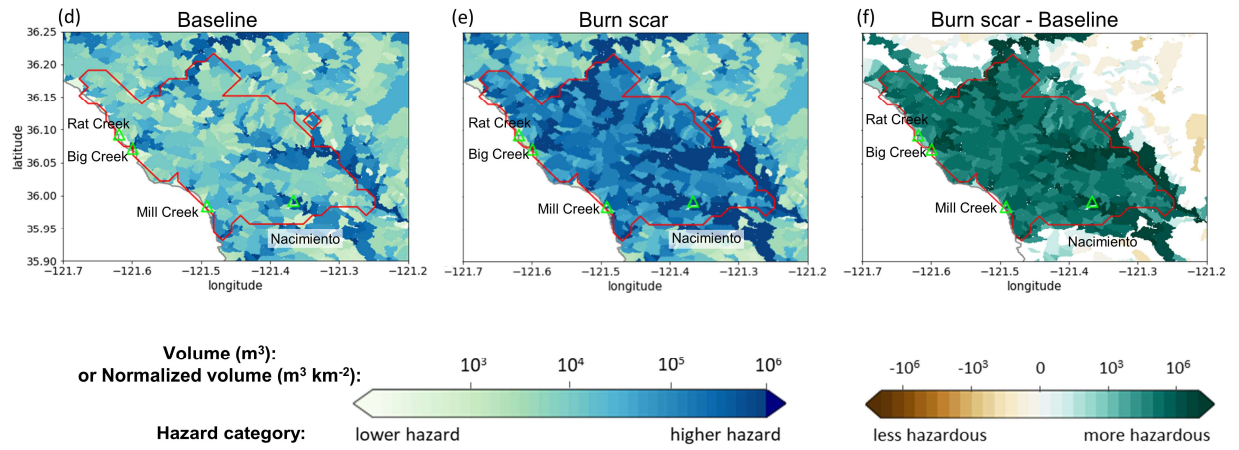 (d) Baseline
(e) Burn scar
(f) Burn scar - Baseline
36.25
36.20
36.15
36.10
36.05
36.00
35.95
35.90
latitude
Rat Creek
Big Creek
Mill Creek
Nacimiento
−121.7 −121.6 −121.5 −121.4 −121.3 −121.2
longitude
Rat Creek
Big Creek
Mill Creek
Nacimiento
−121.7 −121.6 −121.5 −121.4 −121.3 −121.2
longitude
Rat Creek
Big Creek
Mill Creek
Nacimiento
−121.7 −121.6 −121.5 −121.4 −121.3 −121.2
longitude
Volume (m³):
or Normalized volume (m³ km⁻²):
10³ 10⁴ 10⁵ 10⁶
Hazard category:
lower hazard higher hazard
-10⁶ -10³ 0 10³ 10⁶
less hazardous more hazardous